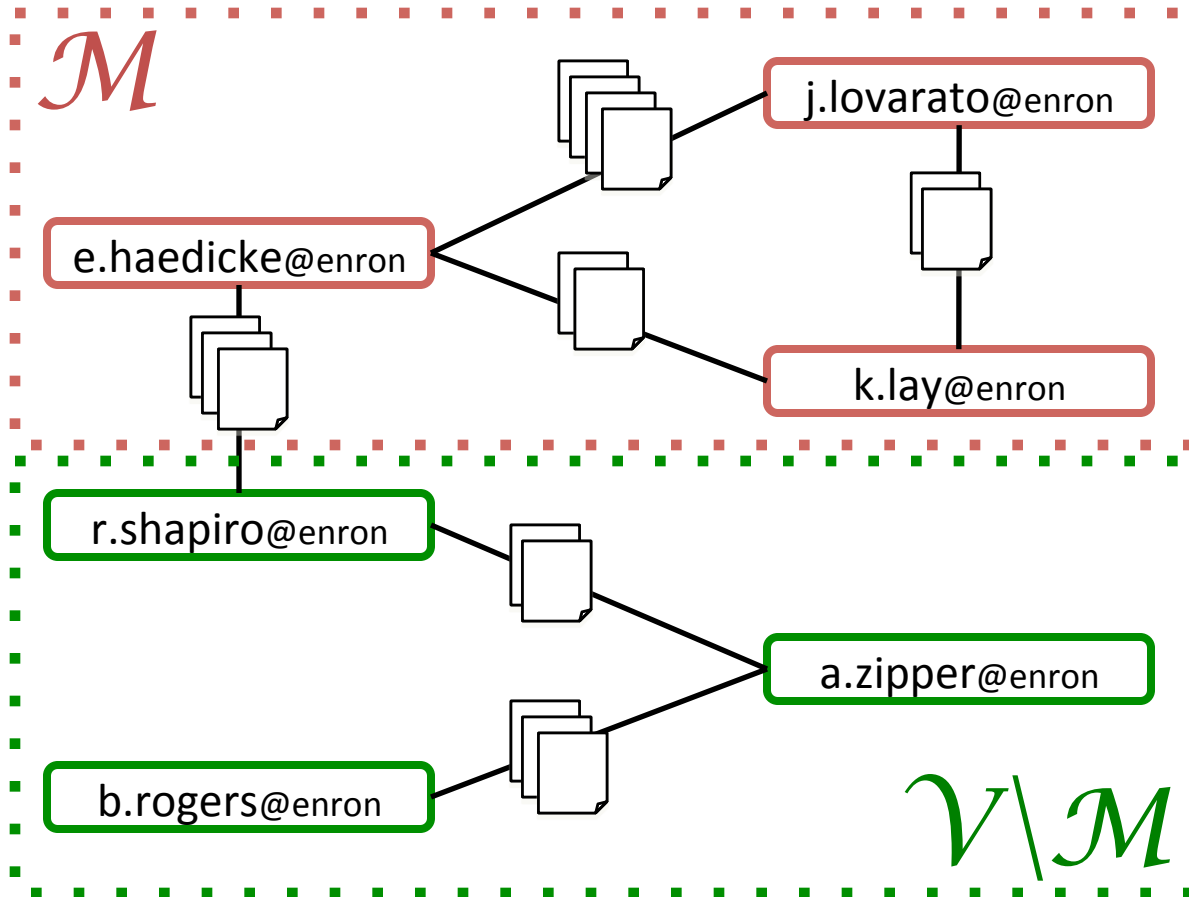 ℳ
j.lovarato@enron
e.haedicke@enron
k.lay@enron
r.shapiro@enron
a.zipper@enron
b.rogers@enron
𝒱\ℳ